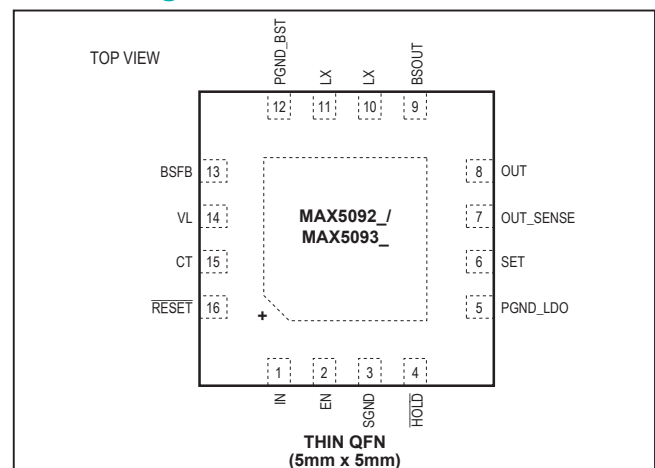 TOP VIEW
PGND_BST
LX
LX
BSOUT
12
11
10
9
BSFB 13
8 OUT
VL 14
7 OUT_SENSE
CT 15
6 SET
RESET 16
5 PGND_LDO
MAX5092_/
MAX5093_
+
1
2
3
4
IN
EN
SGND
HOLD
THIN QFN
(5mm x 5mm)